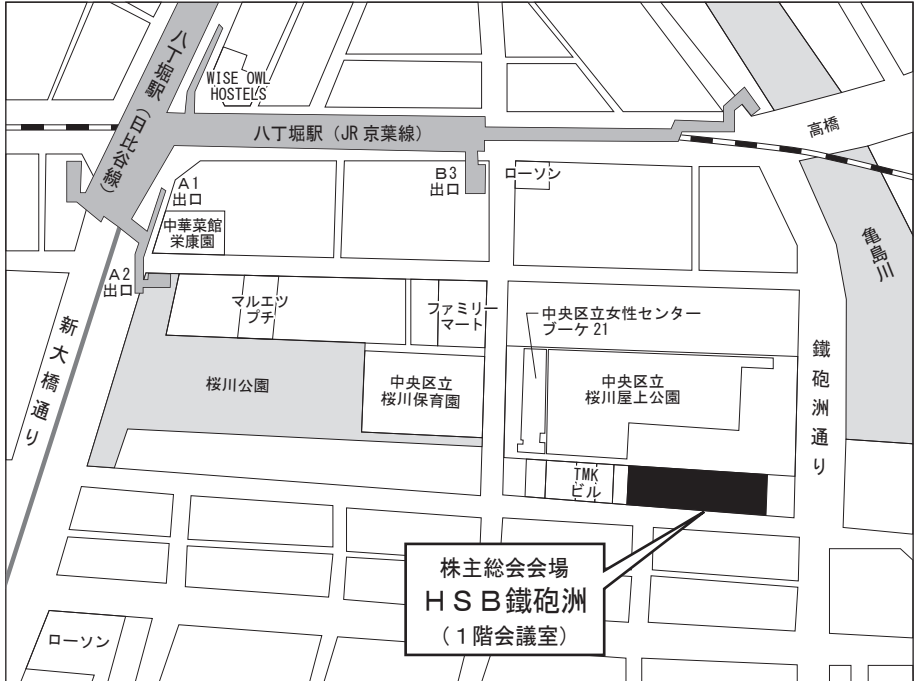 八丁堀駅（日比谷線）
WISE OWL
HOSTELS
八丁堀駅（JR京葉線）
高橋
A1
出口
B3
出口
ローソン
中華菜館
栄康園
亀島川
A2
出口
マルエツ
プチ
ファミリー
マート
中央区立女性センター
ブーケ21
新大橋通り
桜川公園
中央区立
桜川保育園
中央区立
桜川屋上公園
鐵砲洲通り
TMK
ビル
株主総会会場
HSB鐵砲洲
（1階会議室）
ローソン